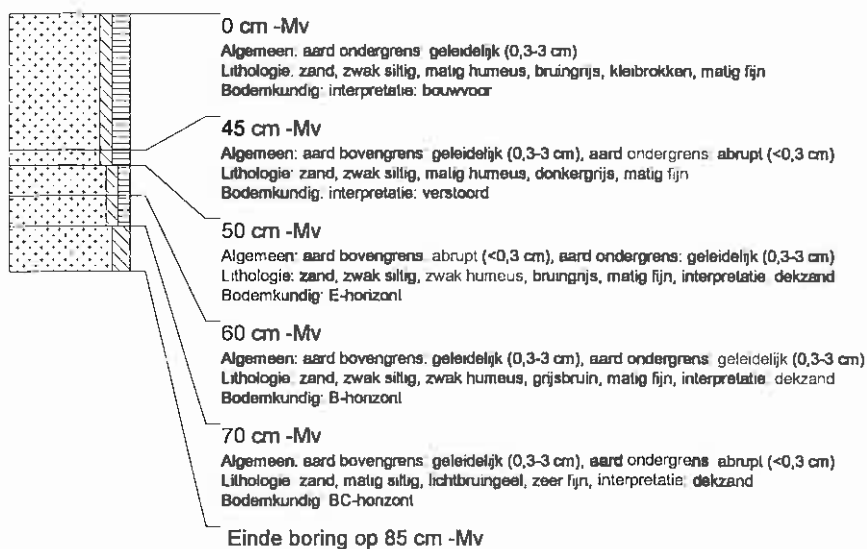 0 cm -Mv
Algemeen: aard ondergrens: geleidelijk (0,3-3 cm)
Lithologie: zand, zwak siltig, matig humeus, bruingrijs, kleibrokken, matig fijn
Bodemkundig: interpretatie: bouwvoor
45 cm -Mv
Algemeen: aard bovengrens: geleidelijk (0,3-3 cm), aard ondergrens: abrupt (<0,3 cm)
Lithologie: zand, zwak siltig, matig humeus, donkergrijs, matig fijn
Bodemkundig: interpretatie: verstoord
50 cm -Mv
Algemeen: aard bovengrens: abrupt (<0,3 cm), aard ondergrens: geleidelijk (0,3-3 cm)
Lithologie: zand, zwak siltig, zwak humeus, bruingrijs, matig fijn, interpretatie: dekzand
Bodemkundig: E-horizont
60 cm -Mv
Algemeen: aard bovengrens: geleidelijk (0,3-3 cm), aard ondergrens: geleidelijk (0,3-3 cm)
Lithologie: zand, zwak siltig, zwak humeus, grijsbruin, matig fijn, interpretatie: dekzand
Bodemkundig: B-horizont
70 cm -Mv
Algemeen: aard bovengrens: geleidelijk (0,3-3 cm), aard ondergrens: abrupt (<0,3 cm)
Lithologie: zand, matig siltig, lichtbruingeel, zeer fijn, interpretatie: dekzand
Bodemkundig: BC-horizont
Einde boring op 85 cm -Mv